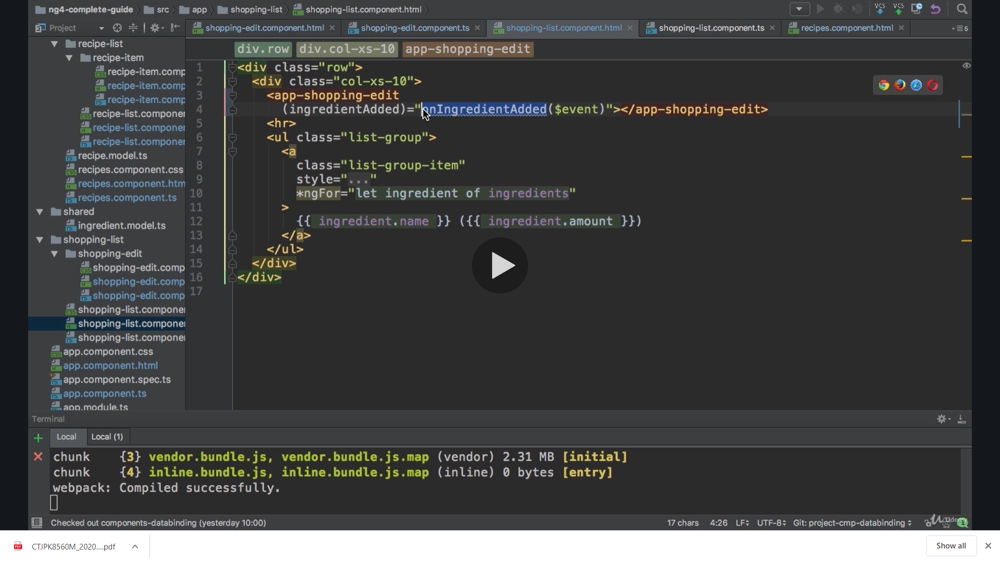 ng4-complete-guide src app shopping-list shopping-list.component.html
VCS VCS
Project
shopping-edit.component.html shopping-edit.component.ts shopping-list.component.html shopping-list.component.ts recipes.component.html 5
recipe-list
recipe-item
recipe-item.comp
recipe-item.comp
recipe-item.comp
recipe-list.componen
recipe-list.componer
recipe-list.componer
recipe.model.ts
recipes.component.css
recipes.component.htm
recipes.component.ts
shared
ingredient.model.ts
shopping-list
shopping-edit
shopping-edit.comp
shopping-edit.comp
shopping-edit.comp
shopping-list.componer
shopping-list.componer
shopping-list.componer
app.component.css
app.component.html
app.component.spec.ts
app.component.ts
app.module.ts
div.row div.col-xs-10 app-shopping-edit
1 <div class="row">
2 <div class="col-xs-10">
3 <app-shopping-edit
4 (ingredientAdded)="onIngredientAdded($event)"></app-shopping-edit>
5 <hr>
6 <ul class="list-group">
7 <a
8 class="list-group-item"
9 style="..."
10 *ngFor="let ingredient of ingredients"
11 >
12 {{ ingredient.name }} ({{ ingredient.amount }})
13 </a>
14 </ul>
15 </div>
16 </div>
17
Terminal
Local Local (1)
chunk {3} vendor.bundle.js, vendor.bundle.js.map (vendor) 2.31 MB [initial]
chunk {4} inline.bundle.js, inline.bundle.js.map (inline) 0 bytes [entry]
webpack: Compiled successfully.
Checked out components-databinding (yesterday 10:00) 17 chars 4:26 LF UTF-8 Git: project-cmp-databinding Udemy
CTJPK8560M_2020....pdf Show all